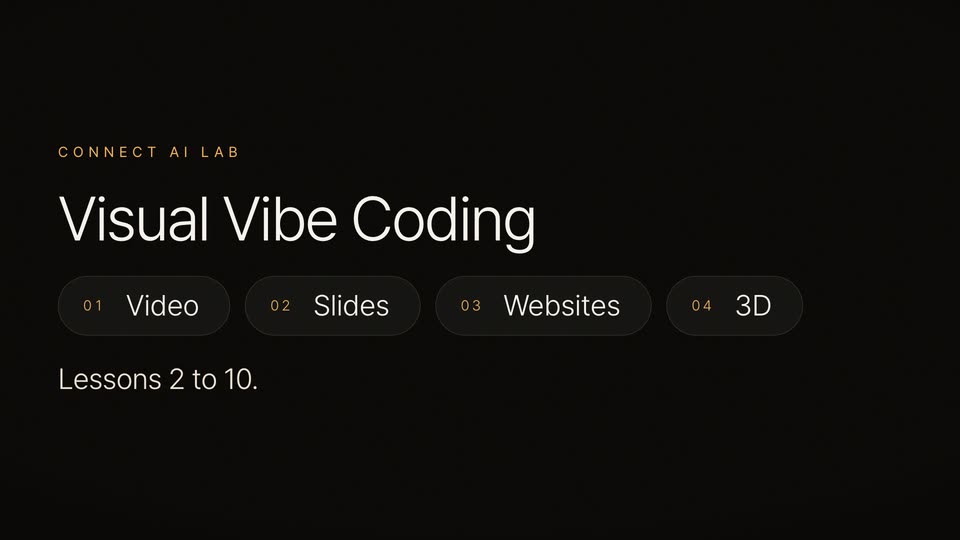 CONNECT AI LAB
Visual Vibe Coding
01 Video 02 Slides 03 Websites 04 3D
Lessons 2 to 10.